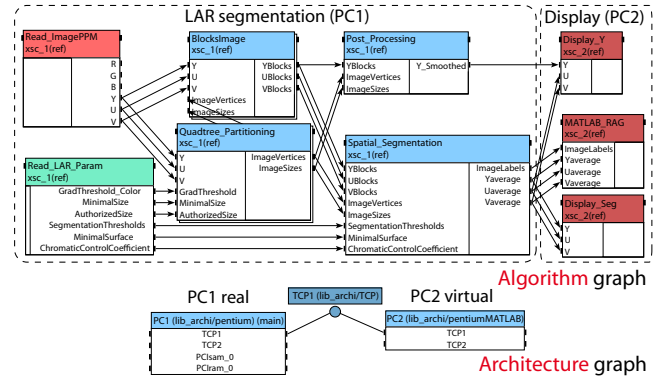 LAR segmentation (PC1)
Display (PC2)
Read_ImagePPM
xsc_1(ref)
R
G
B
Y
U
V
BlocksImage
xsc_1(ref)
Y
U
V
ImageVertices
ImageSizes
YBlocks
UBlocks
VBlocks
Post_Processing
xsc_1(ref)
YBlocks
ImageVertices
ImageSizes
Y_Smoothed
Display_Y
xsc_2(ref)
Y
U
V
Quadtree_Partitioning
xsc_1(ref)
Y
U
V
GradThreshold
MinimalSize
AuthorizedSize
ImageVertices
ImageSizes
MATLAB_RAG
xsc_2(ref)
ImageLabels
Yaverage
Uaverage
Vaverage
Spatial_Segmentation
xsc_1(ref)
YBlocks
UBlocks
VBlocks
ImageVertices
ImageSizes
SegmentationThresholds
MinimalSurface
ChromaticControlCoefficient
ImageLabels
Yaverage
Uaverage
Vaverage
Read_LAR_Param
xsc_1(ref)
GradThreshold_Color
MinimalSize
AuthorizedSize
SegmentationThresholds
MinimalSurface
ChromaticControlCoefficient
Display_Seg
xsc_2(ref)
Y
U
V
Algorithm graph
PC1 real
TCP1 (lib_archi/TCP)
PC2 virtual
PC1 (lib_archi/pentium) (main)
TCP1
TCP2
PCIsam_0
PCIram_0
PC2 (lib_archi/pentiumMATLAB)
TCP1
TCP2
Architecture graph